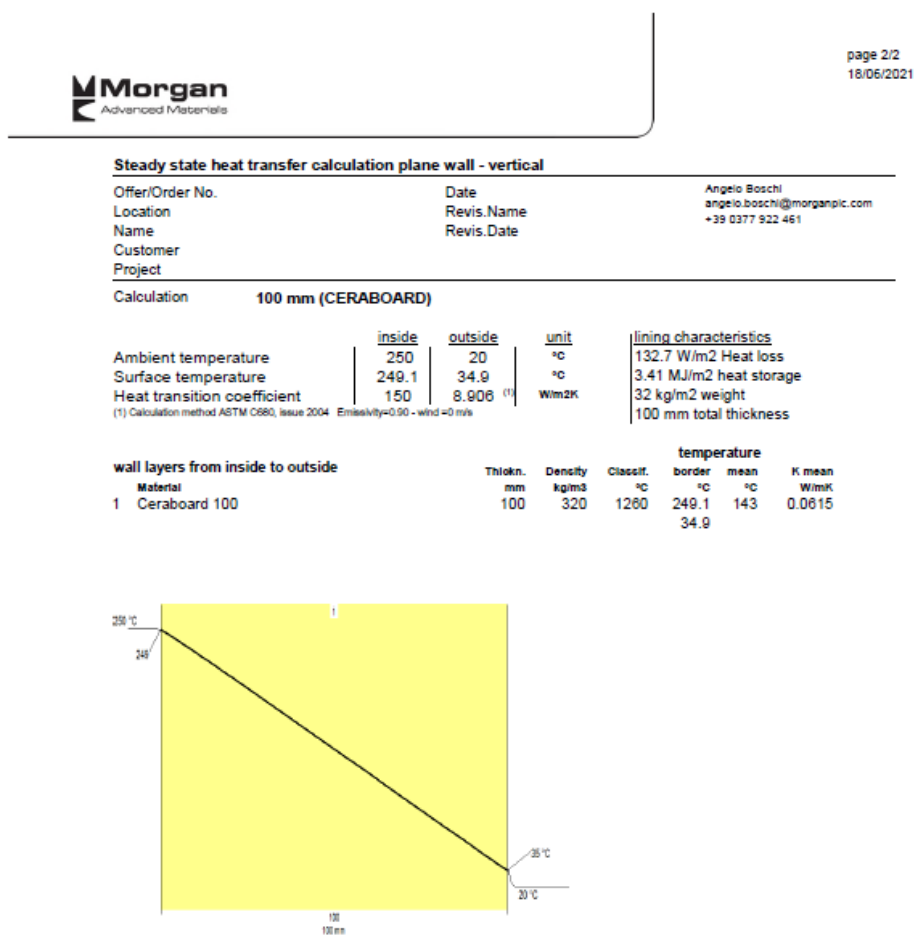 page 2/2
18/06/2021
Morgan
Advanced Materials
Steady state heat transfer calculation plane wall - vertical
Offer/Order No. Date Angelo Boschi
Location Revis.Name angelo.boschi@morganplc.com
Name Revis.Date +39 0377 922 461
Customer
Project
Calculation 100 mm (CERABOARD)
inside outside unit lining characteristics
Ambient temperature 250 20 °C 132.7 W/m2 Heat loss
Surface temperature 249.1 34.9 °C 3.41 MJ/m2 heat storage
Heat transition coefficient 150 8.906 (1) W/m2K 32 kg/m2 weight
(1) Calculation method ASTM C680, issue 2004 Emissivity=0.90 - wind =0 m/s 100 mm total thickness
temperature
wall layers from inside to outside Thickn. Density Classif. border mean K mean
Material mm kg/m3 °C °C °C W/mK
1 Ceraboard 100 100 320 1260 249.1 143 0.0615
34.9
1
250 °C
249
35 °C
20 °C
100
100 mm